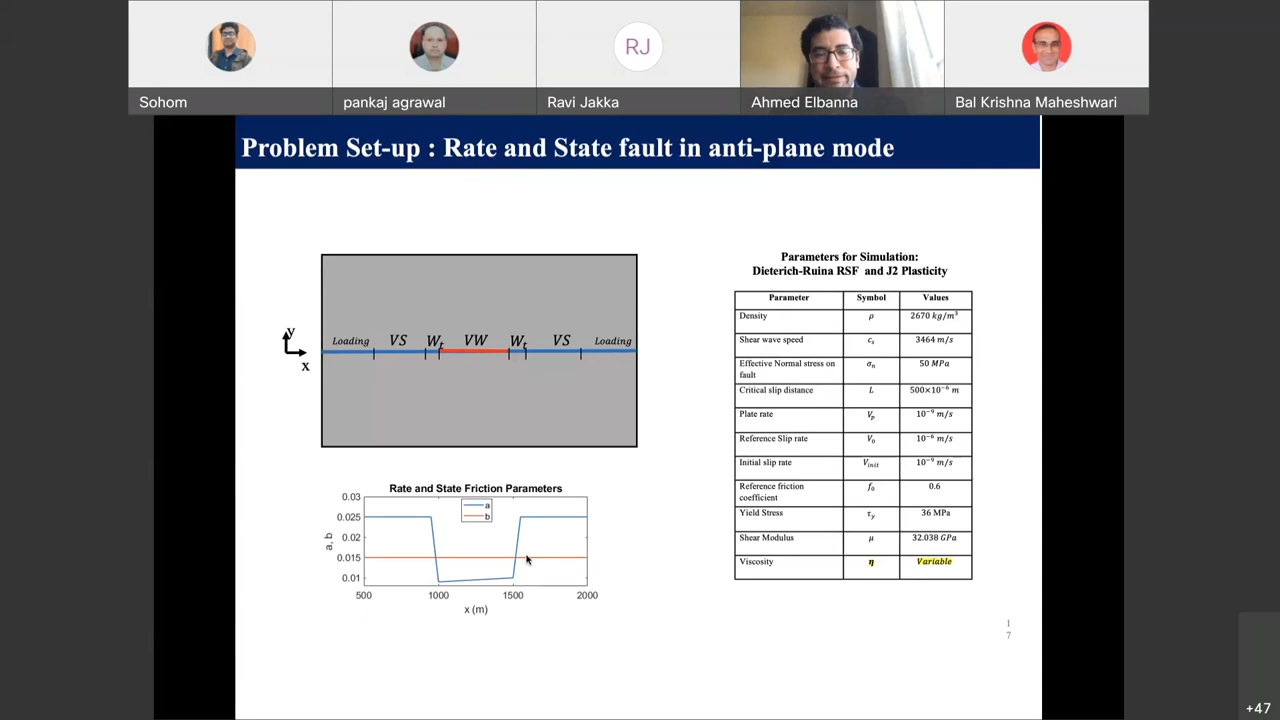 RJ
Sohom
pankaj agrawal
Ravi Jakka
Ahmed Elbanna
Bal Krishna Maheshwari
Problem Set-up : Rate and State fault in anti-plane mode
y
x
Loading VS Wt VW Wt VS Loading
Rate and State Friction Parameters
a
b
0.03
0.025
0.02
0.015
0.01
a, b
500 1000 1500 2000
x (m)
Parameters for Simulation:
Dieterich-Ruina RSF and J2 Plasticity
Parameter Symbol Values
Density ρ 2670 kg/m³
Shear wave speed cs 3464 m/s
Effective Normal stress on
fault σn 50 MPa
Critical slip distance L 500×10⁻⁶ m
Plate rate Vp 10⁻⁹ m/s
Reference Slip rate V0 10⁻⁶ m/s
Initial slip rate Vinit 10⁻⁹ m/s
Reference friction
coefficient f0 0.6
Yield Stress τy 36 MPa
Shear Modulus μ 32.038 GPa
Viscosity η Variable
1
7
+47